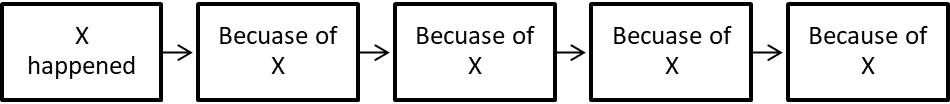 X
happened
Becuase of
X
Becuase of
X
Becuase of
X
Because of
X